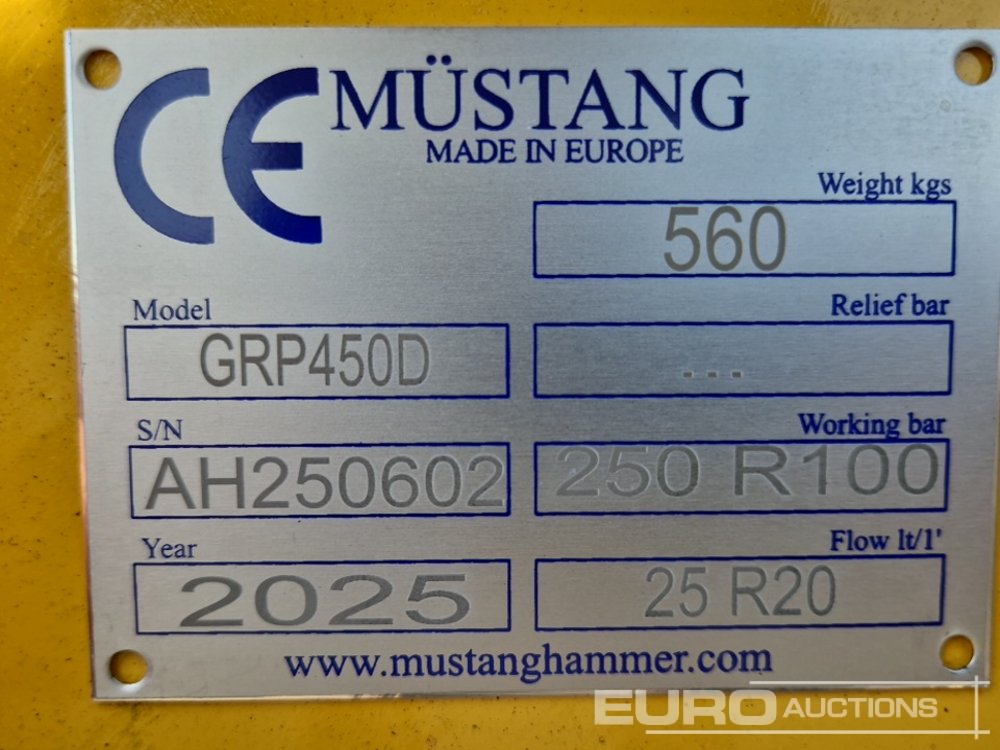 CE MÜSTANG
MADE IN EUROPE
Weight kgs
560
Model
GRP450D
Relief bar
...
S/N
AH250602
Working bar
250 R100
Year
2025
Flow lt/1'
25 R20
www.mustanghammer.com
EURO AUCTIONS